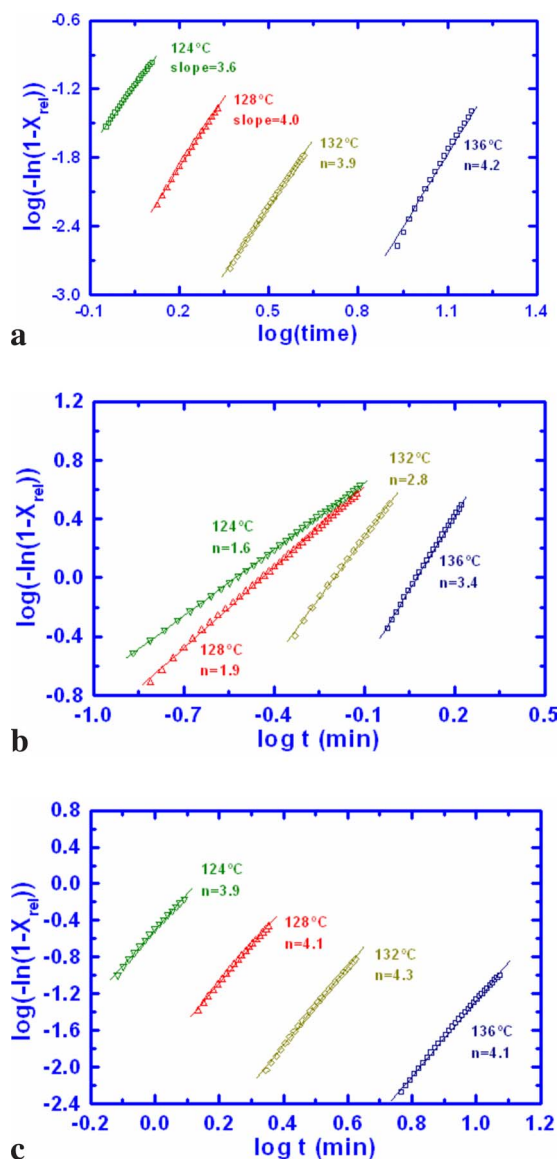 -0.6
-1.2
-1.8
-2.4
-3.0
-0.1 0.2 0.6 0.9 1.1 1.4
log(-ln(1-Xrel))
log(time)
124°C
slope=3.6
128°C
slope=4.0
132°C
n=3.9
136°C
n=4.2
a
1.2
0.6
0.0
-0.4
-0.8
-1.0 -0.7 -0.4 -0.1 0.2 0.5
log(-ln(1-Xrel))
log t (min)
124°C
n=1.6
128°C
n=1.9
132°C
n=2.8
136°C
n=3.4
b
0.8
0.4
0.0
-0.4
-0.8
-1.2
-1.6
-2.0
-2.4
-0.2 0.0 0.2 0.4 0.6 0.8 1.0 1.2
log(-ln(1-Xrel))
log t (min)
124°C
n=3.9
128°C
n=4.1
132°C
n=4.3
136°C
n=4.1
c